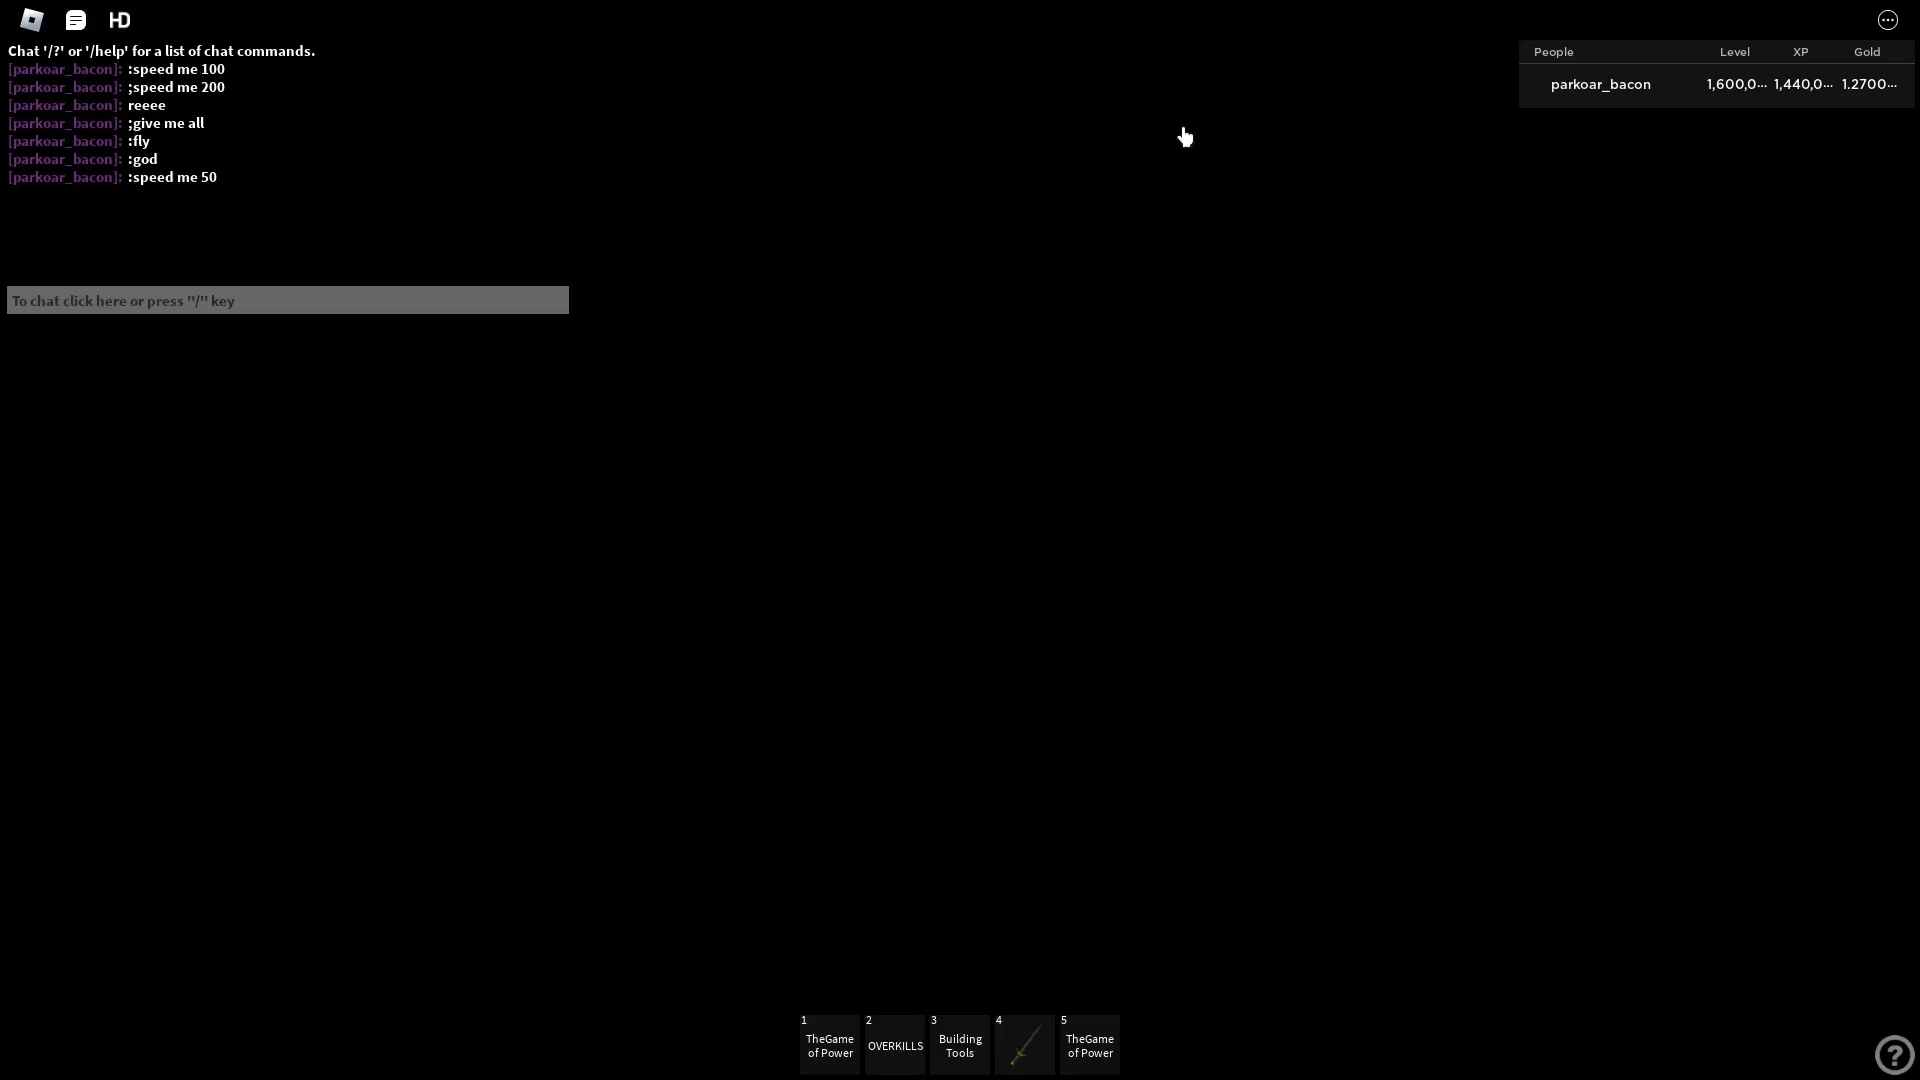 HD
Chat '/?' or '/help' for a list of chat commands.
[parkoar_bacon]: :speed me 100
[parkoar_bacon]: ;speed me 200
[parkoar_bacon]: reeee
[parkoar_bacon]: ;give me all
[parkoar_bacon]: :fly
[parkoar_bacon]: :god
[parkoar_bacon]: :speed me 50
To chat click here or press "/" key
People Level XP Gold
parkoar_bacon 1,600,0... 1,440,0... 1.2700...
1 2 3 4 5
TheGame of Power
OVERKILLS
Building Tools
TheGame of Power
?